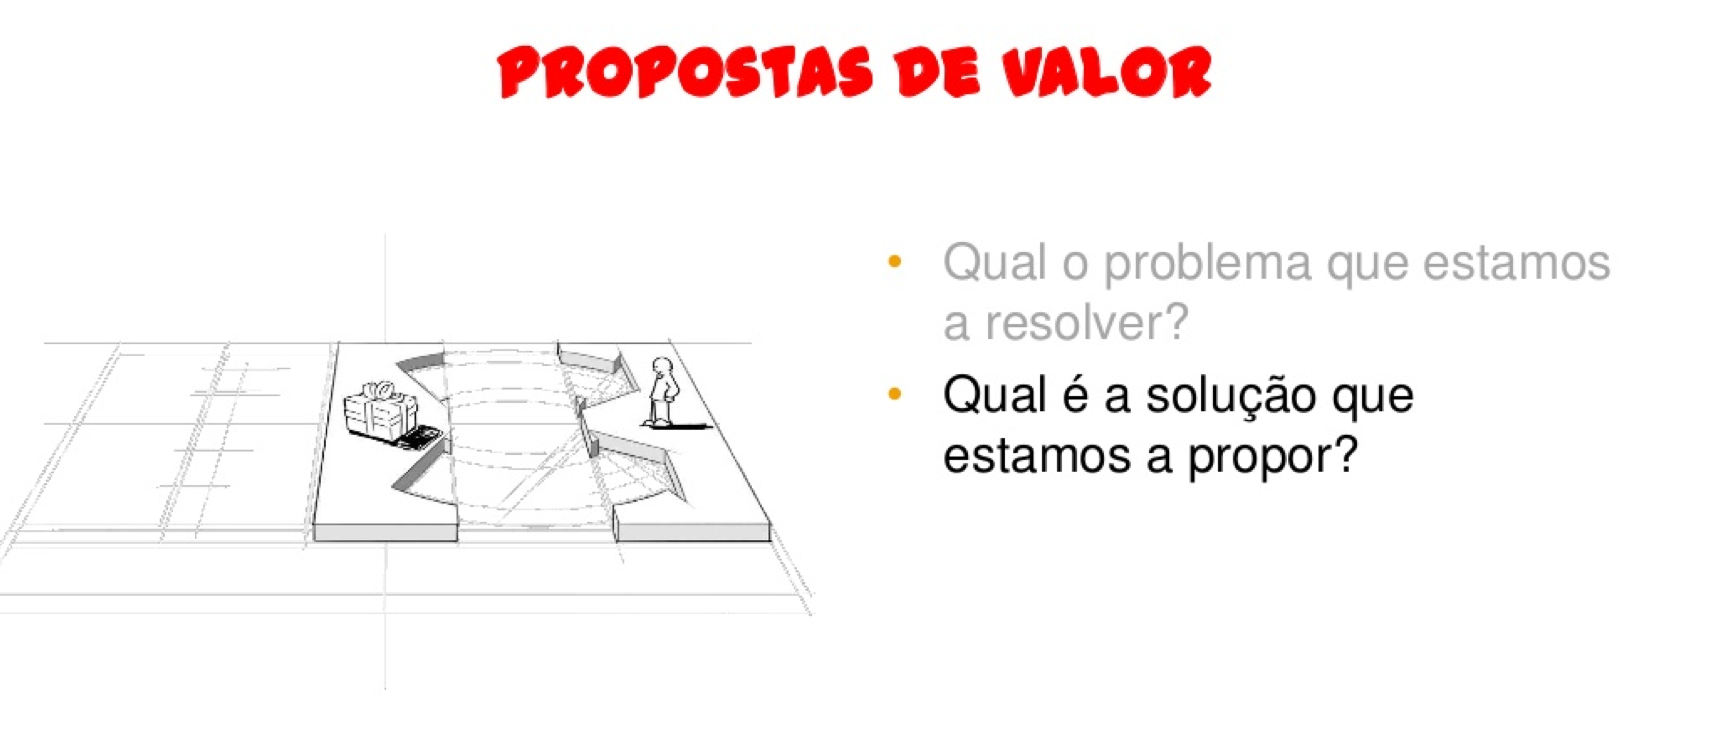 PROPOSTAS DE VALOR
• Qual o problema que estamos
a resolver?
• Qual é a solução que
estamos a propor?